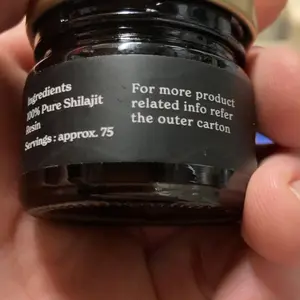 Ingredients
100% Pure Shilajit
Resin
Servings : approx. 75
For more product
related info refer
the outer carton